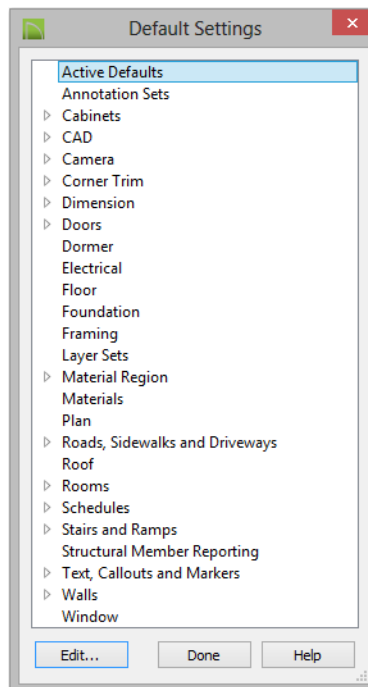 Default Settings
Active Defaults
Annotation Sets
Cabinets
CAD
Camera
Corner Trim
Dimension
Doors
Dormer
Electrical
Floor
Foundation
Framing
Layer Sets
Material Region
Materials
Plan
Roads, Sidewalks and Driveways
Roof
Rooms
Schedules
Stairs and Ramps
Structural Member Reporting
Text, Callouts and Markers
Walls
Window
Edit... Done Help